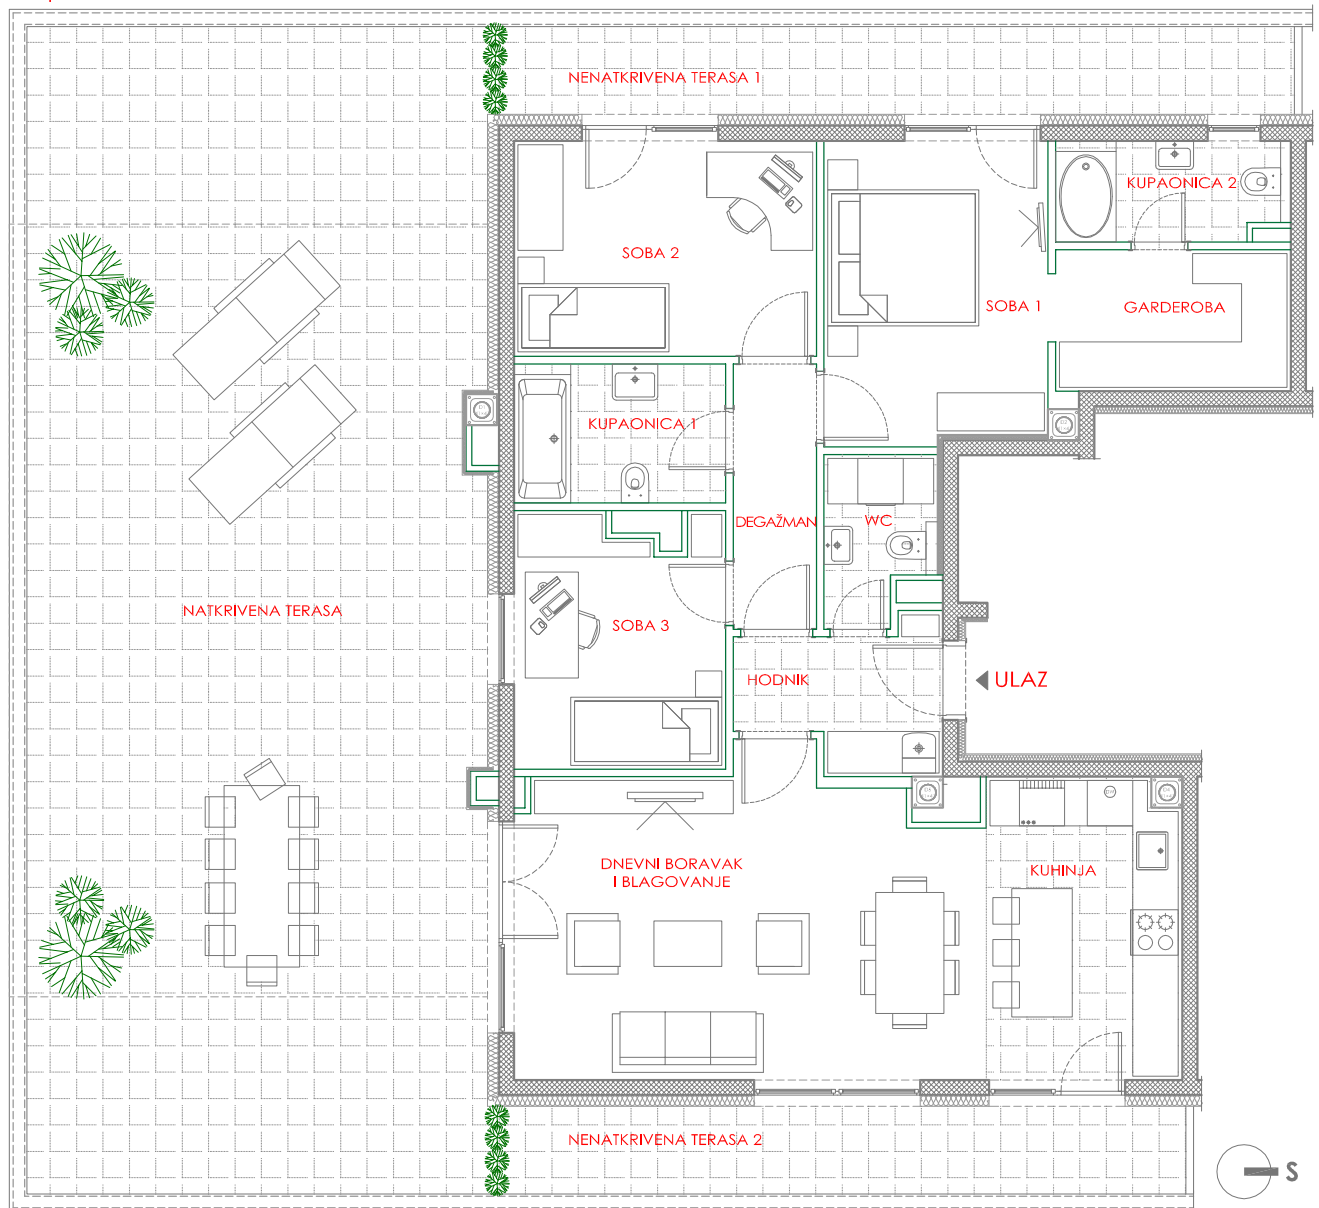 NENATKRIVENA TERASA 1
KUPAONICA 2
SOBA 2
SOBA 1
GARDEROBA
KUPAONICA 1
DEGAŽMAN
WC
NATKRIVENA TERASA
SOBA 3
HODNIK
ULAZ
DNEVNI BORAVAK
I BLAGOVANJE
KUHINJA
NENATKRIVENA TERASA 2
S